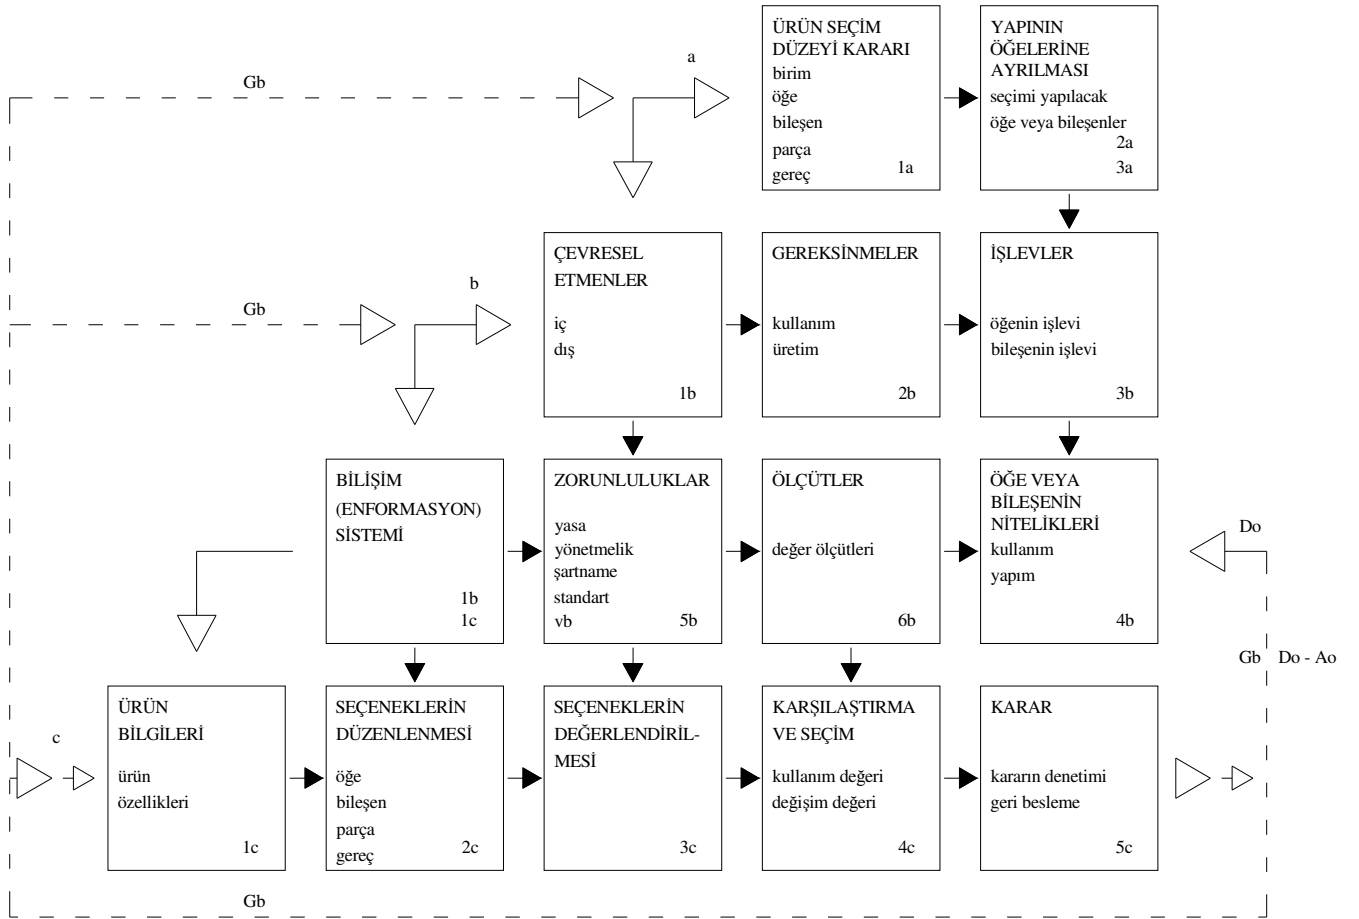 ÜRÜN SEÇİM
DÜZEYİ KARARI
birim
öğe
bileşen
parça
gereç
1a
YAPININ
ÖĞELERİNE
AYRILMASI
seçimi yapılacak
öğe veya bileşenler
2a
3a
a
Gb
ÇEVRESEL
ETMENLER
iç
dış
1b
GEREKSİNMELER
kullanım
üretim
2b
İŞLEVLER
öğenin işlevi
bileşenin işlevi
3b
b
Gb
BİLİŞİM
(ENFORMASYON)
SİSTEMİ
1b
1c
ZORUNLULUKLAR
yasa
yönetmelik
şartname
standart
vb
5b
ÖLÇÜTLER
değer ölçütleri
6b
ÖĞE VEYA
BİLEŞENİN
NİTELİKLERİ
kullanım
yapım
4b
Do
Gb
Do - Ao
c
ÜRÜN
BİLGİLERİ
ürün
özellikleri
1c
SEÇENEKLERİN
DÜZENLENMESİ
öğe
bileşen
parça
gereç
2c
SEÇENEKLERİN
DEĞERLENDİRİL-
MESİ
3c
KARŞILAŞTIRMA
VE SEÇİM
kullanım değeri
değişim değeri
4c
KARAR
kararın denetimi
geri besleme
5c
Gb